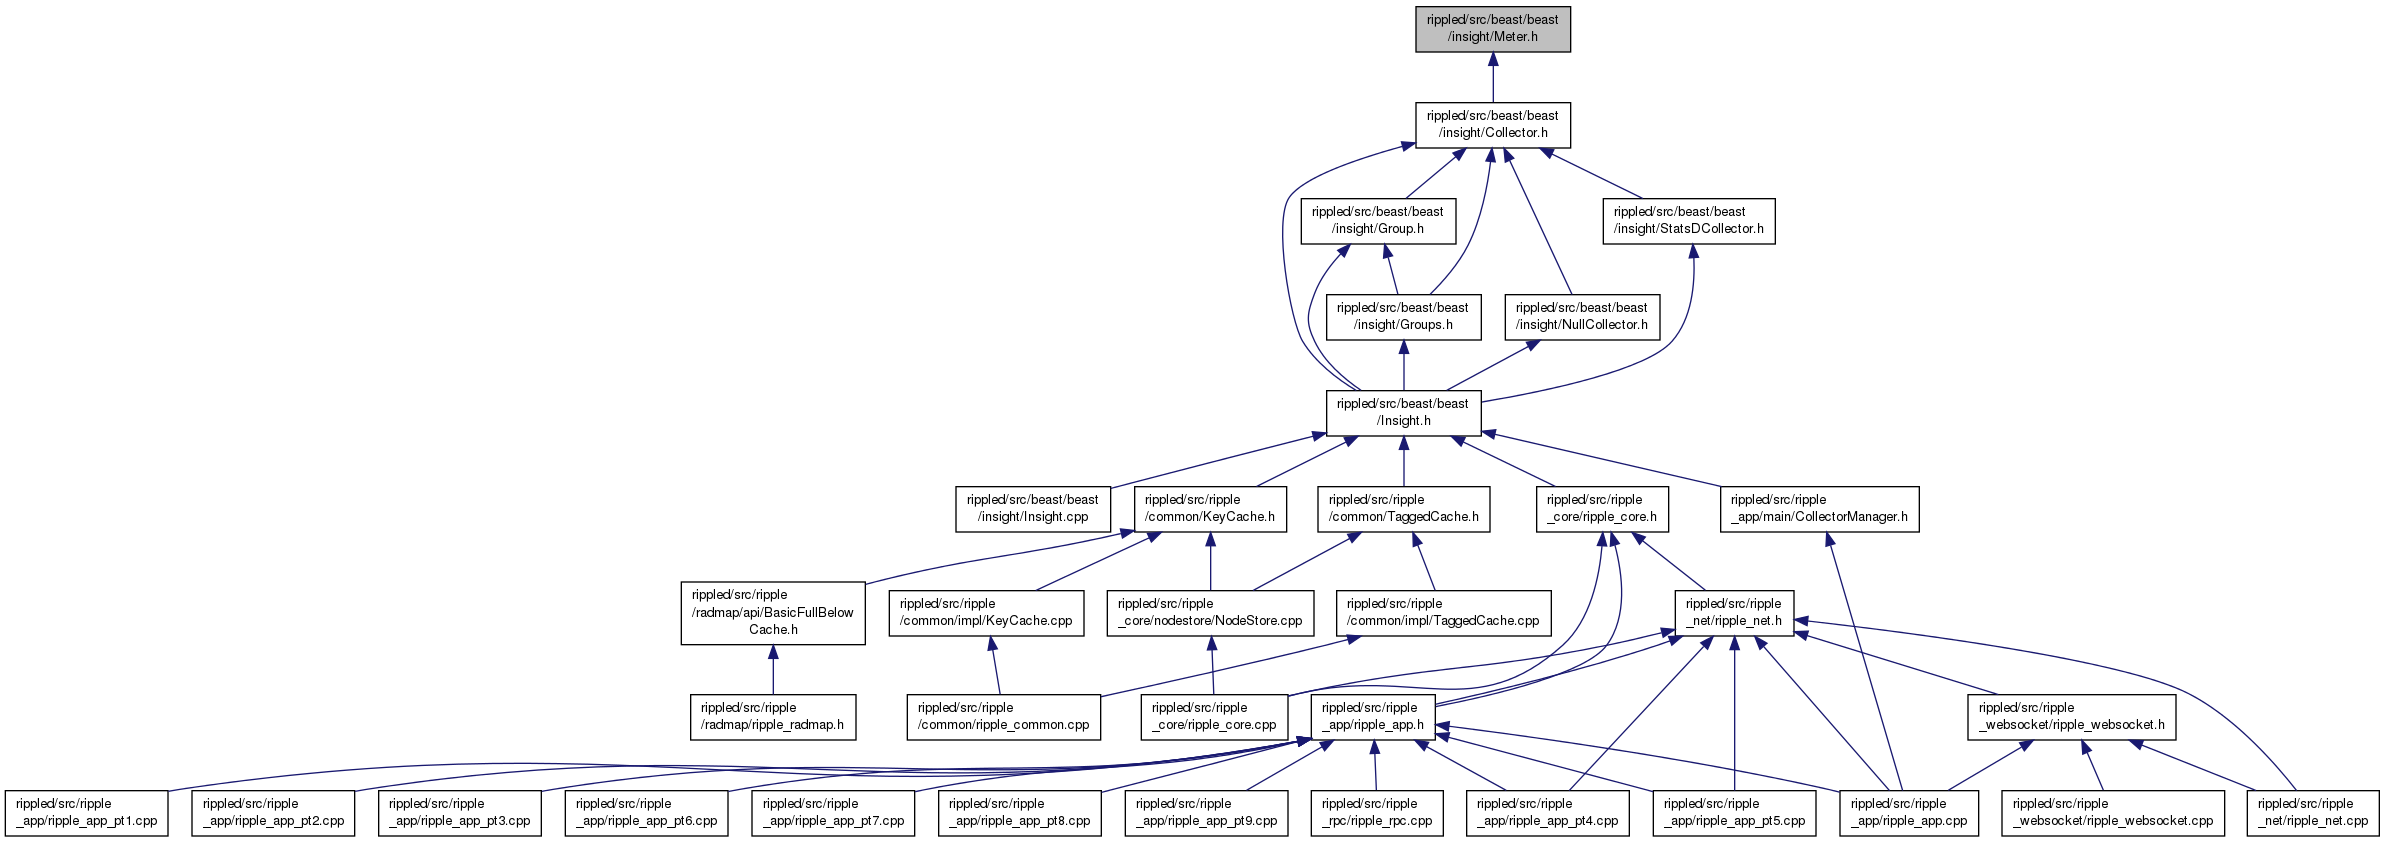 rippled/src/beast/beast
/insight/Meter.h
rippled/src/beast/beast
/insight/Collector.h
rippled/src/beast/beast
/insight/Group.h
rippled/src/beast/beast
/insight/StatsDCollector.h
rippled/src/beast/beast
/insight/Groups.h
rippled/src/beast/beast
/insight/NullCollector.h
rippled/src/beast/beast
/Insight.h
rippled/src/beast/beast
/insight/Insight.cpp
rippled/src/ripple
/common/KeyCache.h
rippled/src/ripple
/common/TaggedCache.h
rippled/src/ripple
_core/ripple_core.h
rippled/src/ripple
_app/main/CollectorManager.h
rippled/src/ripple
/radmap/api/BasicFullBelow
Cache.h
rippled/src/ripple
/common/impl/KeyCache.cpp
rippled/src/ripple
_core/nodestore/NodeStore.cpp
rippled/src/ripple
/common/impl/TaggedCache.cpp
rippled/src/ripple
_net/ripple_net.h
rippled/src/ripple
/radmap/ripple_radmap.h
rippled/src/ripple
/common/ripple_common.cpp
rippled/src/ripple
_core/ripple_core.cpp
rippled/src/ripple
_app/ripple_app.h
rippled/src/ripple
_websocket/ripple_websocket.h
rippled/src/ripple
_app/ripple_app_pt1.cpp
rippled/src/ripple
_app/ripple_app_pt2.cpp
rippled/src/ripple
_app/ripple_app_pt3.cpp
rippled/src/ripple
_app/ripple_app_pt6.cpp
rippled/src/ripple
_app/ripple_app_pt7.cpp
rippled/src/ripple
_app/ripple_app_pt8.cpp
rippled/src/ripple
_app/ripple_app_pt9.cpp
rippled/src/ripple
_rpc/ripple_rpc.cpp
rippled/src/ripple
_app/ripple_app_pt4.cpp
rippled/src/ripple
_app/ripple_app_pt5.cpp
rippled/src/ripple
_app/ripple_app.cpp
rippled/src/ripple
_websocket/ripple_websocket.cpp
rippled/src/ripple
_net/ripple_net.cpp